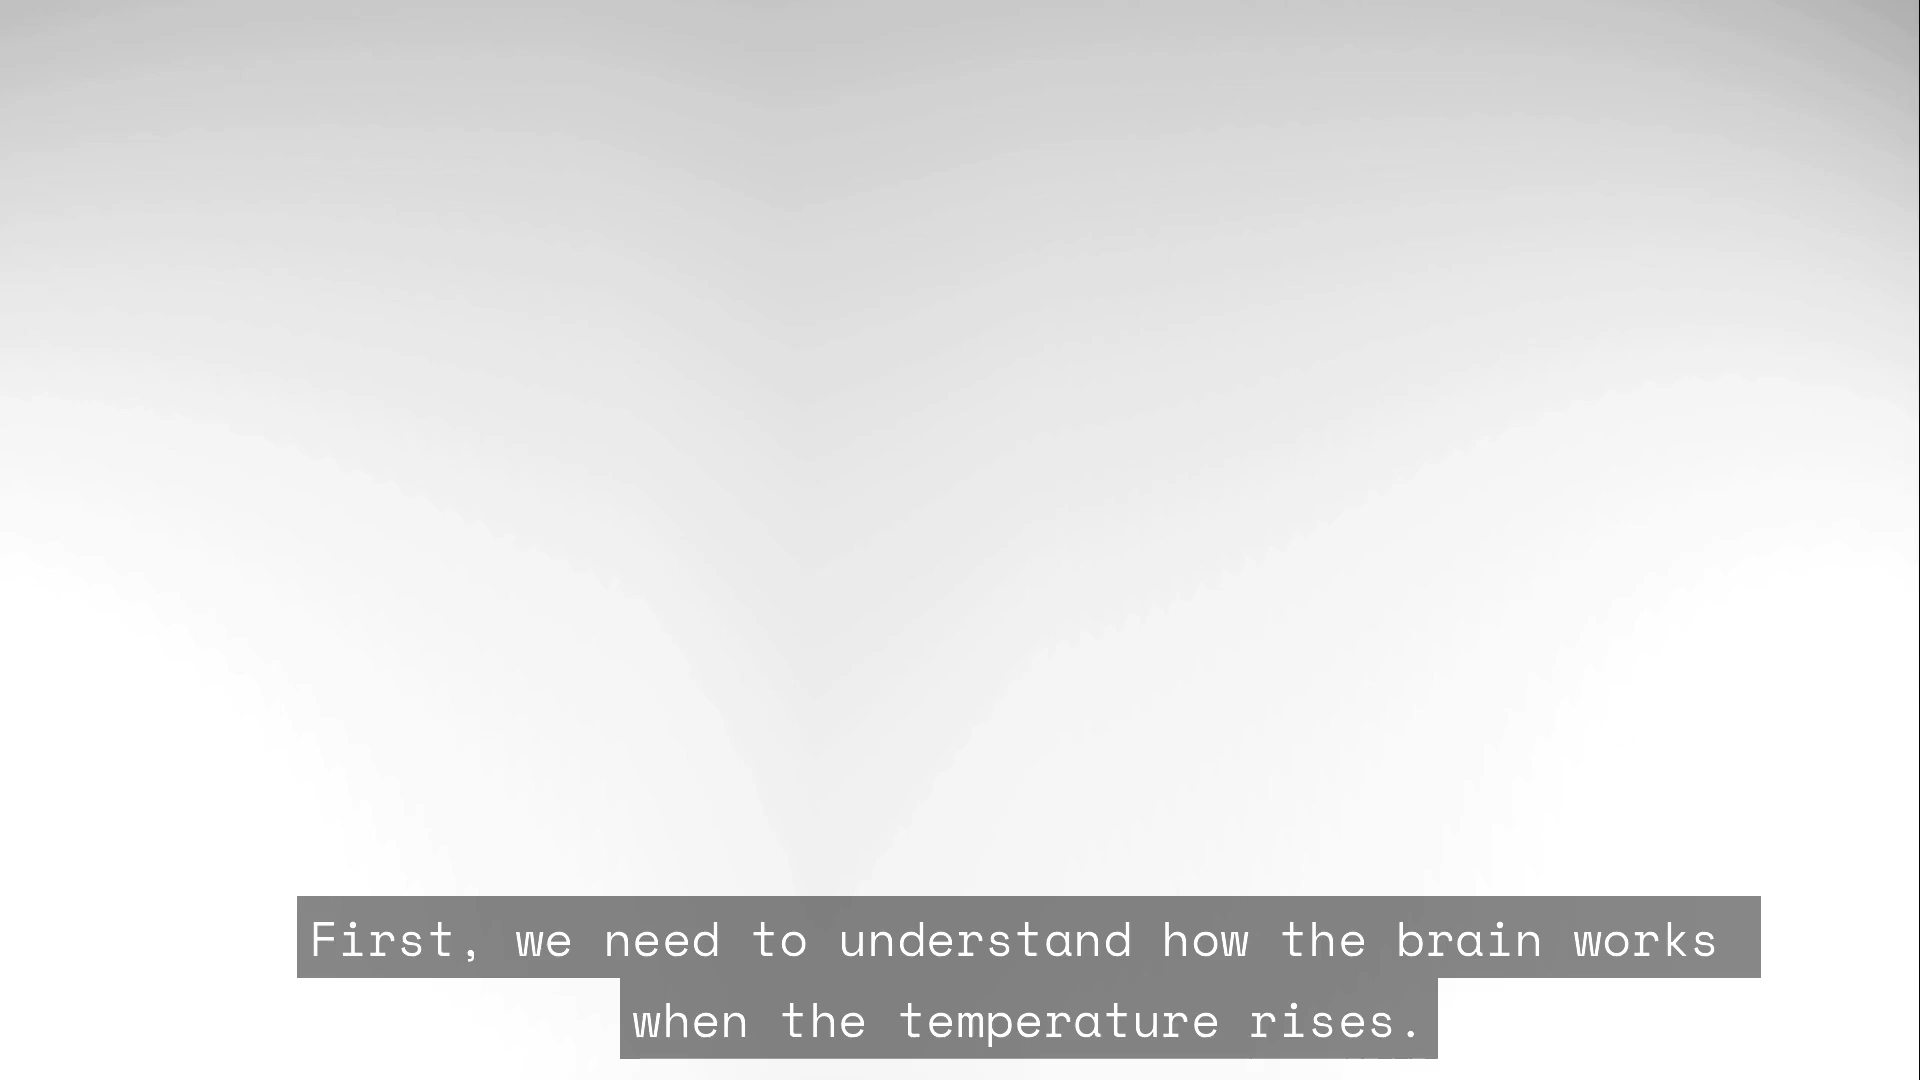 First, we need to understand how the brain works
when the temperature rises.